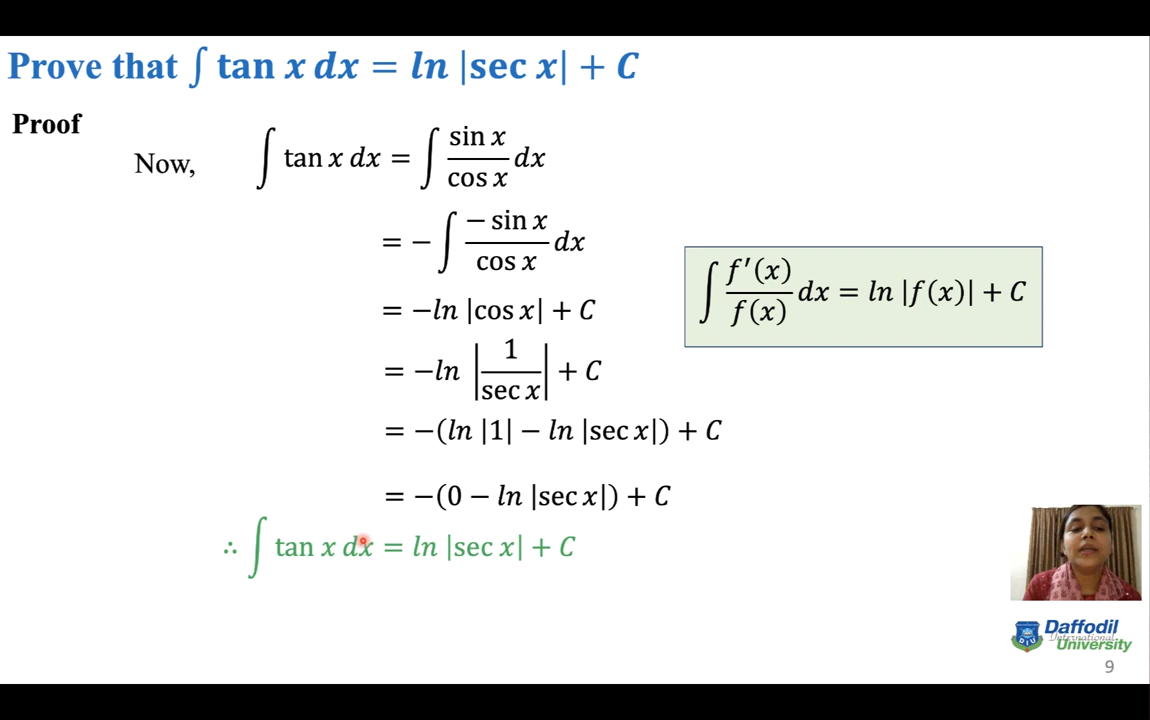 Prove that ∫ tan x dx = ln |sec x| + C
Proof
Now, ∫ tan x dx = ∫ sin x / cos x dx
= − ∫ − sin x / cos x dx
= −ln |cos x| + C
= −ln |1 / sec x| + C
= −(ln |1| − ln |sec x|) + C
= −(0 − ln |sec x|) + C
∴ ∫ tan x dx = ln |sec x| + C
∫ f′(x) / f(x) dx = ln |f(x)| + C
Daffodil
International
University
9